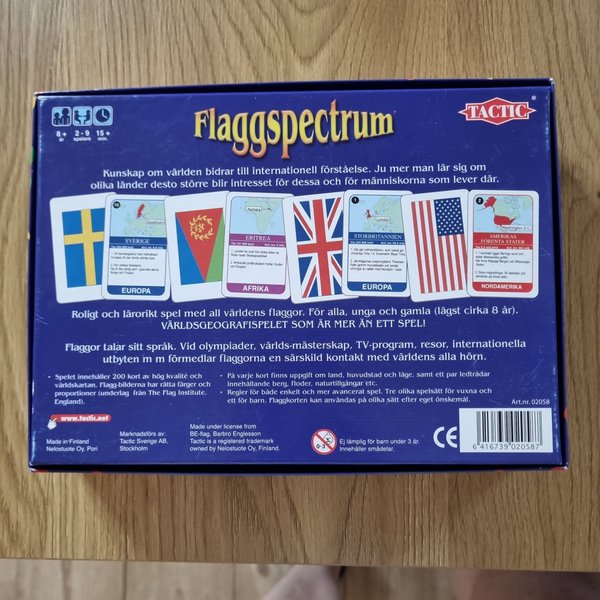 Flaggspectrum
TACTIC
8+ 2-9 15+
år spelare min.
Kunskap om världen bidrar till internationell förståelse. Ju mer man lär sig om
olika länder desto större blir intresset för dessa och för människorna som lever där.
SVERIGE
EUROPA
ERITREA
AFRIKA
1
STORBRITANNIEN
EUROPA
2
AMERIKAS
FÖRENTA STATER
NORDAMERIKA
Roligt och lärorikt spel med all världens flaggor. För alla, unga och gamla (lägst cirka 8 år).
VÄRLDSGEOGRAFISPELET SOM ÄR MER ÄN ETT SPEL!
Flaggor talar sitt språk. Vid olympiader, världs-mästerskap, TV-program, resor, internationella
utbyten m m förmedlar flaggorna en särskild kontakt med världens alla hörn.
• Spelet innehåller 200 kort av hög kvalité och
världskartan. Flagg-bilderna har rätta färger och
proportioner (underlag från The Flag Institute,
England).
• På varje kort finns uppgift om land, huvudstad och läge, samt ett par ledtrådar
innehållande berg, floder, naturtillgångar etc.
• Regler för både enkelt och mer avancerat spel. Tre olika spelsätt för vuxna och
ett för barn. Flaggkorten kan användas på olika sätt efter eget önskamål.
Art.nr. 02058
www.tactic.net
Made in Finland
Nelostuote Oy, Pori
Marknadsförs av:
Tactic Sverige AB,
Stockholm
Made under license from
BE-flag, Barbro Englesson
Tactic is a registered trademark
owned by Nelostuote Oy, Finland
0-3
Ej lämplig för barn under 3 år.
Innehåller smådelar.
CE
6 416739 020587